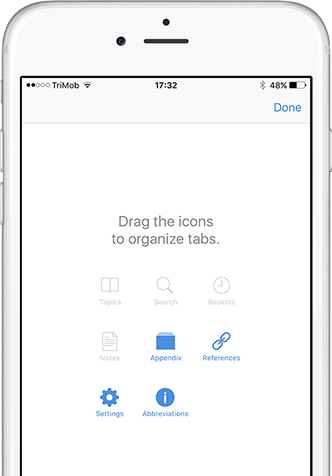 TriMob 17:32 48%
Done
Drag the icons
to organize tabs.
Topics Search Recents
Notes Appendix References
Settings Abbreviations